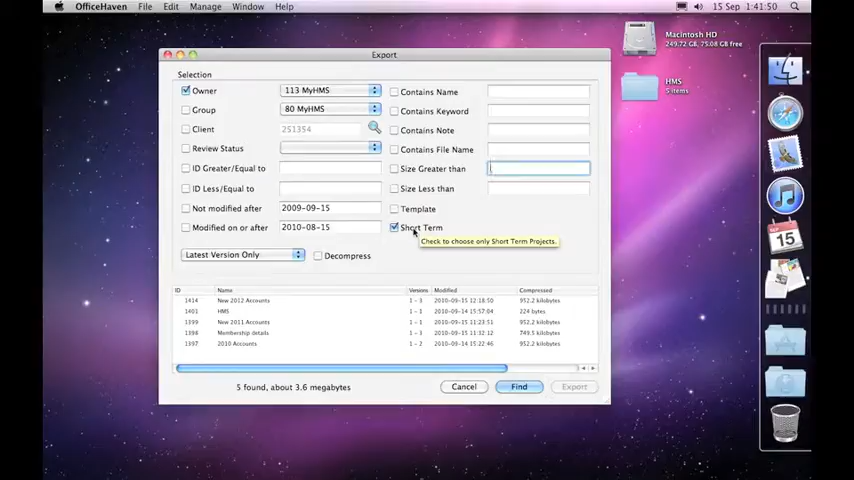 OfficeHaven File Edit Manage Window Help 15 Sep 1:41:50
Macintosh HD
249.72 GB, 75.08 GB free
HMS
5 items
Export
Selection
Owner 113 MyHMS Contains Name
Group 80 MyHMS Contains Keyword
Client 251354 Contains Note
Review Status Contains File Name
ID Greater/Equal to Size Greater than
ID Less/Equal to Size Less than
Not modified after 2009-09-15 Template
Modified on or after 2010-08-15 Short Term
Check to choose only Short Term Projects.
Latest Version Only Decompress
ID Name Versions Modified Compressed
1414 New 2012 Accounts 1 - 3 2010-09-15 12:18:50 952.2 kilobytes
1401 HMS 1 - 1 2010-09-14 15:57:04 224 bytes
1399 New 2011 Accounts 1 - 1 2010-09-15 11:23:51 952.2 kilobytes
1398 Membership details 1 - 3 2010-09-15 11:32:12 749.5 kilobytes
1397 2010 Accounts 1 - 2 2010-09-14 15:22:46 952.2 kilobytes
5 found, about 3.6 megabytes Cancel Find Export
SEP
15